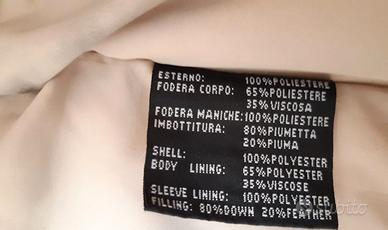 ESTERNO: 100%POLIESTERE
FODERA CORPO: 65%POLIESTERE
35%VISCOSA
FODERA MANICHE:100%POLIESTERE
IMBOTTITURA: 80%PIUMETTA
20%PIUMA
SHELL: 100%POLYESTER
BODY LINING: 65%POLYESTER
35%VISCOSE
SLEEVE LINING: 100%POLYESTER
FILLING: 80%DOWN 20%FEATHER
subito